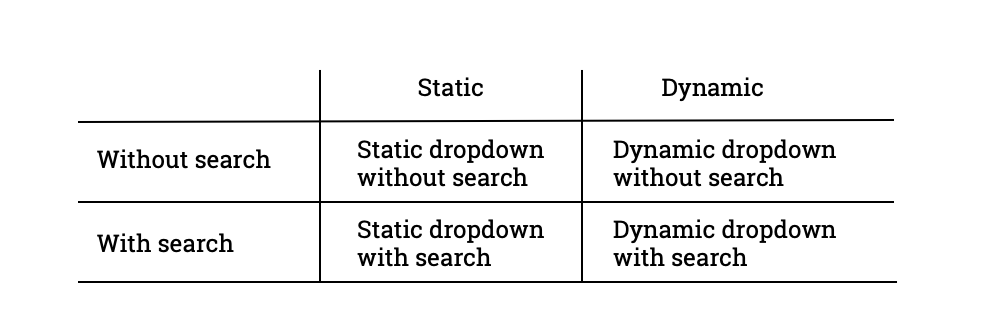 Static
Dynamic
Without search
Static dropdown
without search
Dynamic dropdown
without search
With search
Static dropdown
with search
Dynamic dropdown
with search